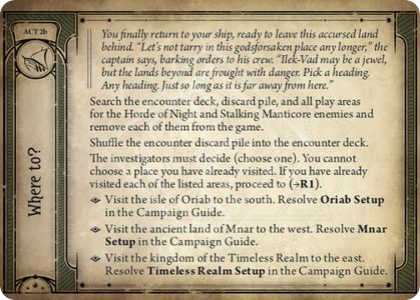 ACT 2b
Where to?
You finally return to your ship, ready to leave this accursed land
behind. "Let's not tarry in this godsforsaken place any longer," the
captain says, barking orders to his crew. "Ilek-Vad may be a jewel,
but the lands beyond are frought with danger. Pick a heading.
Any heading. Just so long as it is far away from here."
Search the encounter deck, discard pile, and all play areas
for the Horde of Night and Stalking Manticore enemies and
remove each of them from the game.
Shuffle the encounter discard pile into the encounter deck.
The investigators must decide (choose one). You cannot
choose a place you have already visited. If you have already
visited each of the listed areas, proceed to (→R1).
Visit the isle of Oriab to the south. Resolve Oriab Setup
in the Campaign Guide.
Visit the ancient land of Mnar to the west. Resolve Mnar
Setup in the Campaign Guide.
Visit the kingdom of the Timeless Realm to the east.
Resolve Timeless Realm Setup in the Campaign Guide.